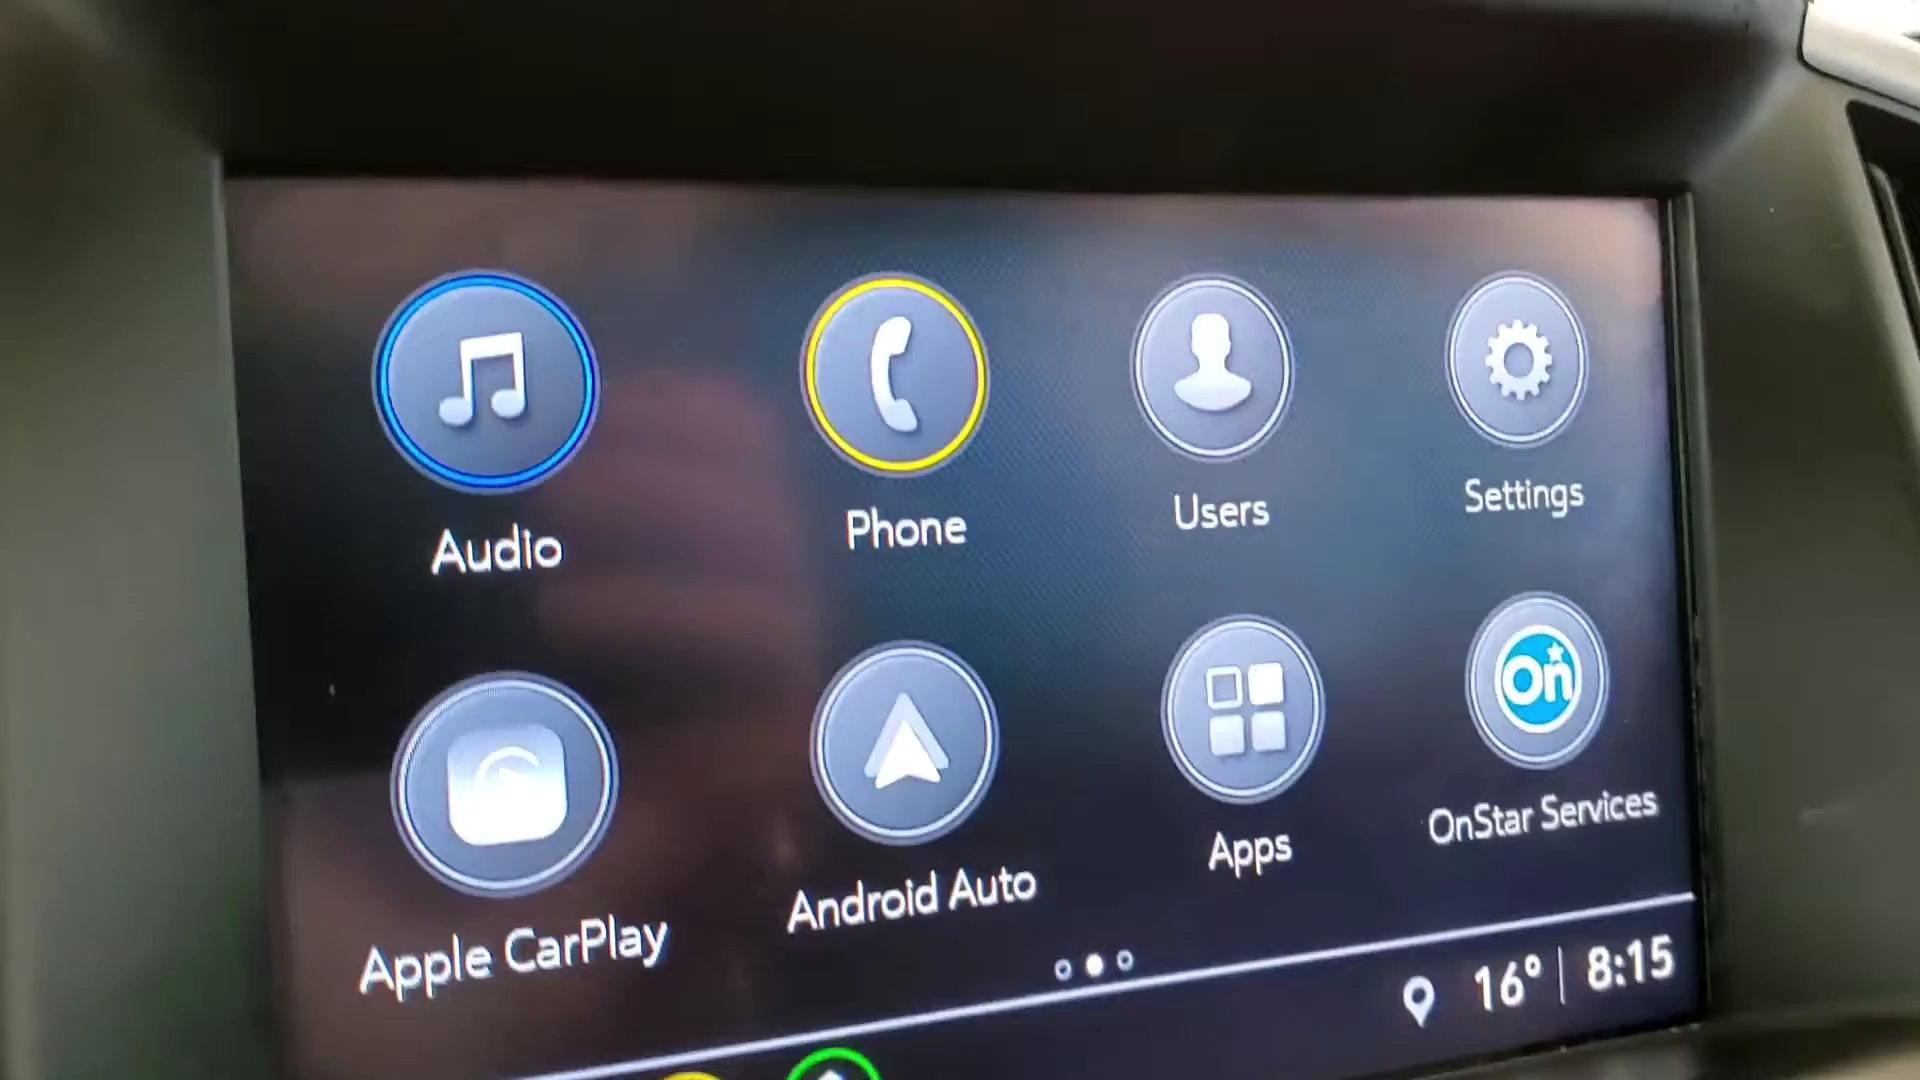 Audio
Phone
Users
Settings
Apple CarPlay
Android Auto
Apps
On
OnStar Services
16° | 8:15